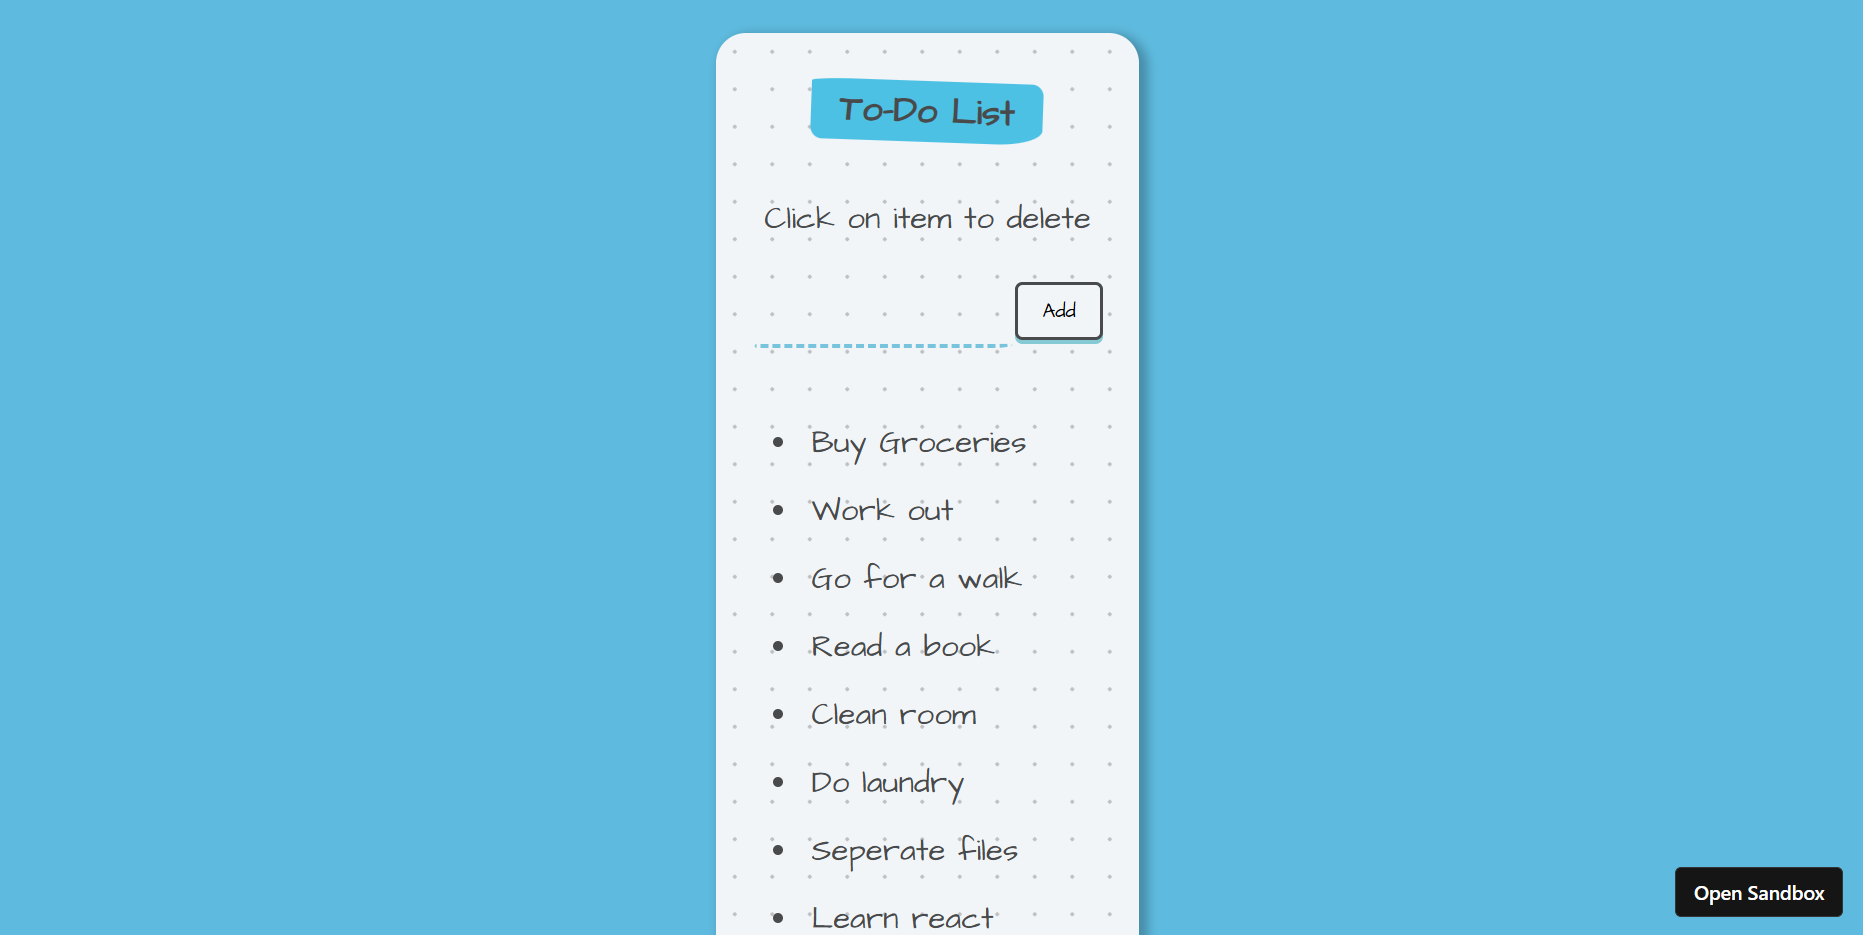 To-Do List
Click on item to delete
Add
Buy Groceries
Work out
Go for a walk
Read a book
Clean room
Do laundry
Seperate files
Learn react
Open Sandbox